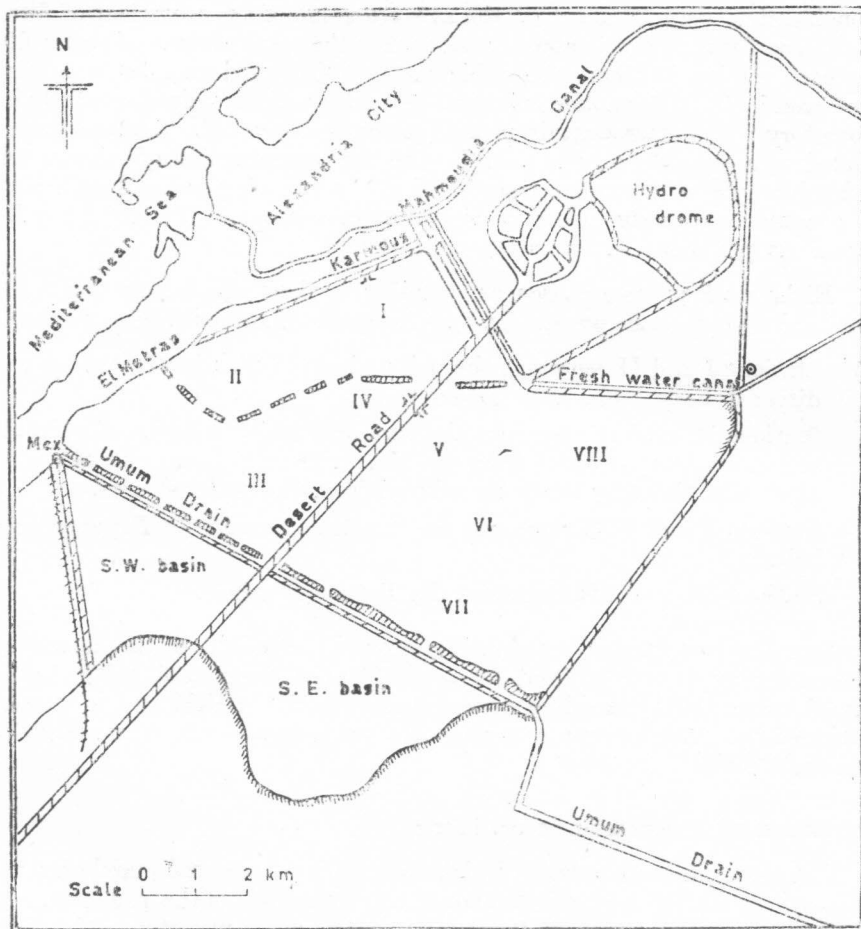 N
Canal
Alexandria City
Mahmoudia
Hydro
drome
Mediterranean Sea
Karmous
I
El Matras
II
Fresh water canal
IV
Desert Road
V
VIII
Mex
Umum Drain
III
VI
S.W. basin
VII
S.E. basin
Umum
Drain
Scale 0 1 2 km